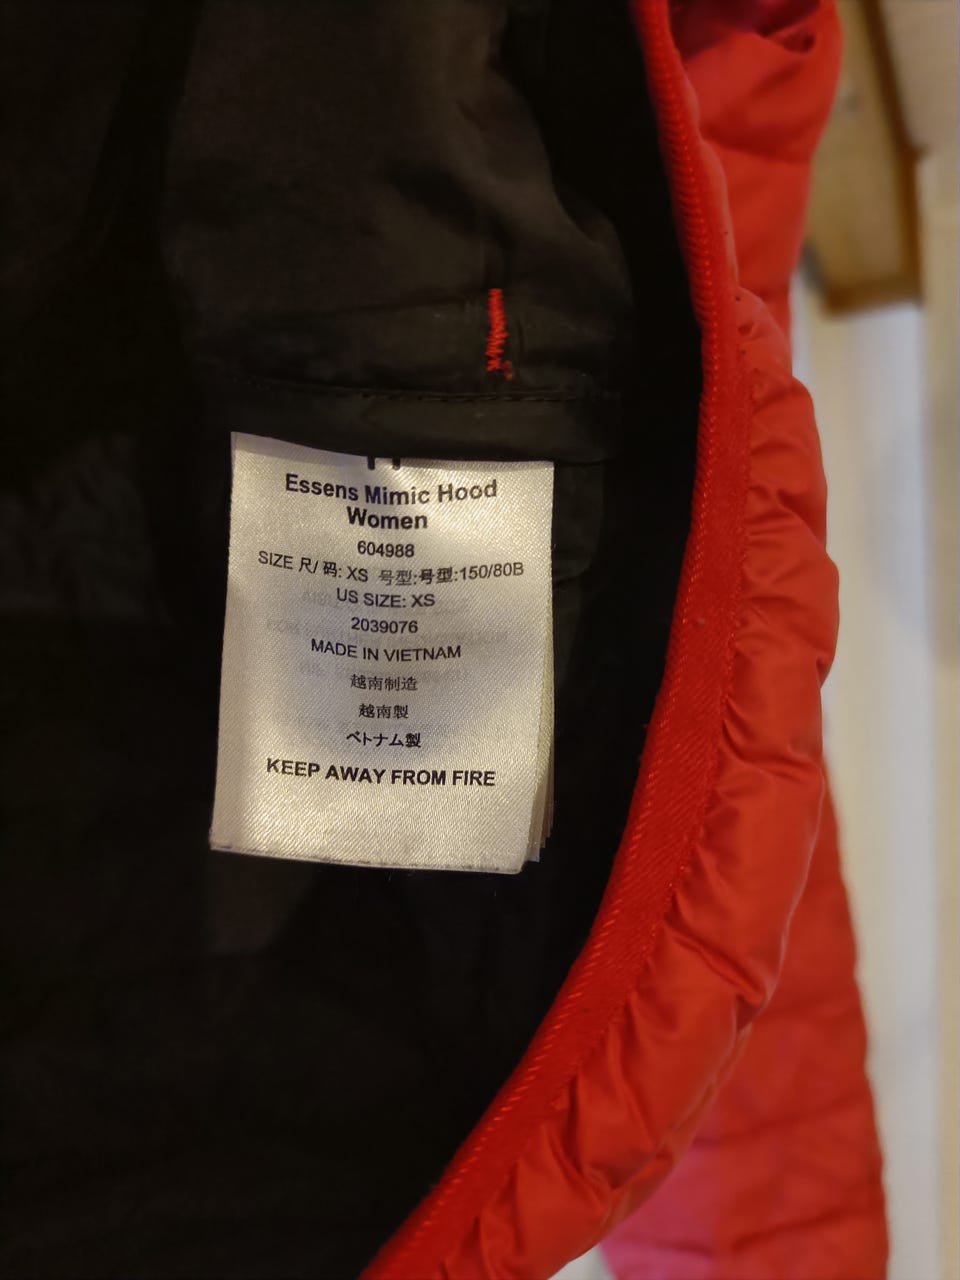 Essens Mimic Hood
Women
604988
SIZE 尺/ 码: XS 号型:号型:150/80B
US SIZE: XS
2039076
MADE IN VIETNAM
越南制造
越南製
ベトナム製
KEEP AWAY FROM FIRE